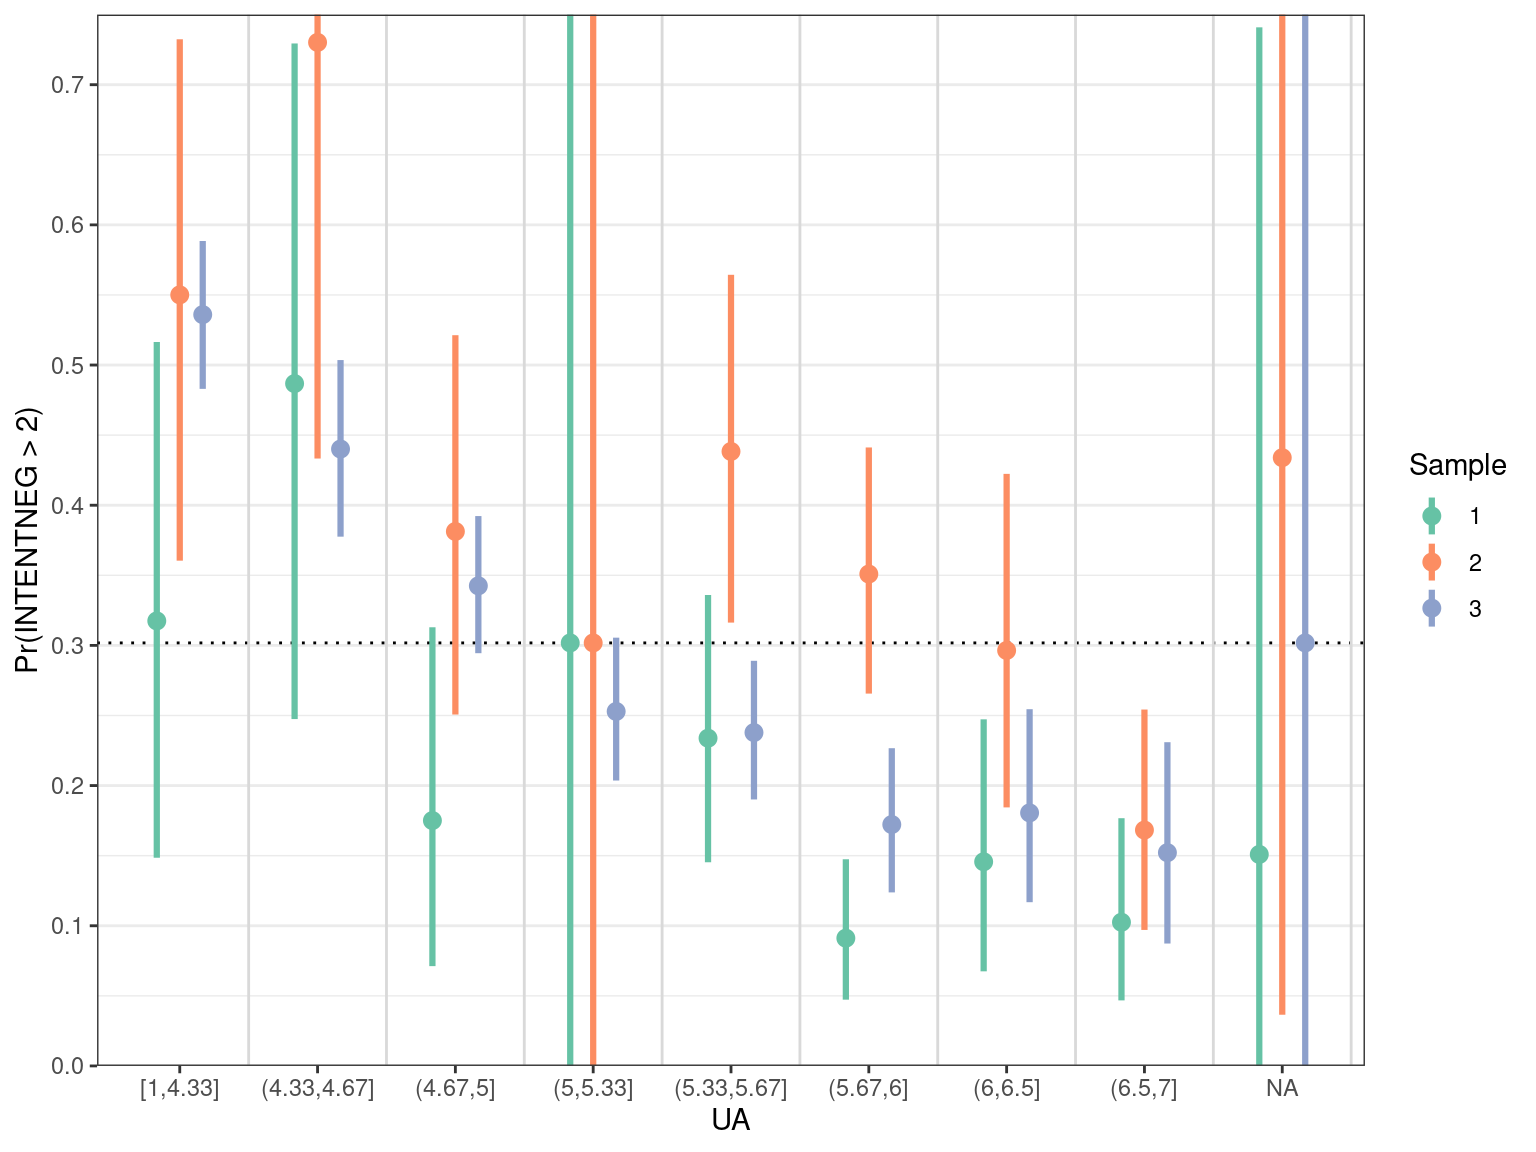 0.7
0.6
0.5
0.4
0.3
0.2
0.1
0.0
Pr(INTENTNEG > 2)
[1,4.33] (4.33,4.67] (4.67,5] (5,5.33] (5.33,5.67] (5.67,6] (6,6.5] (6.5,7] NA
UA
Sample
1
2
3